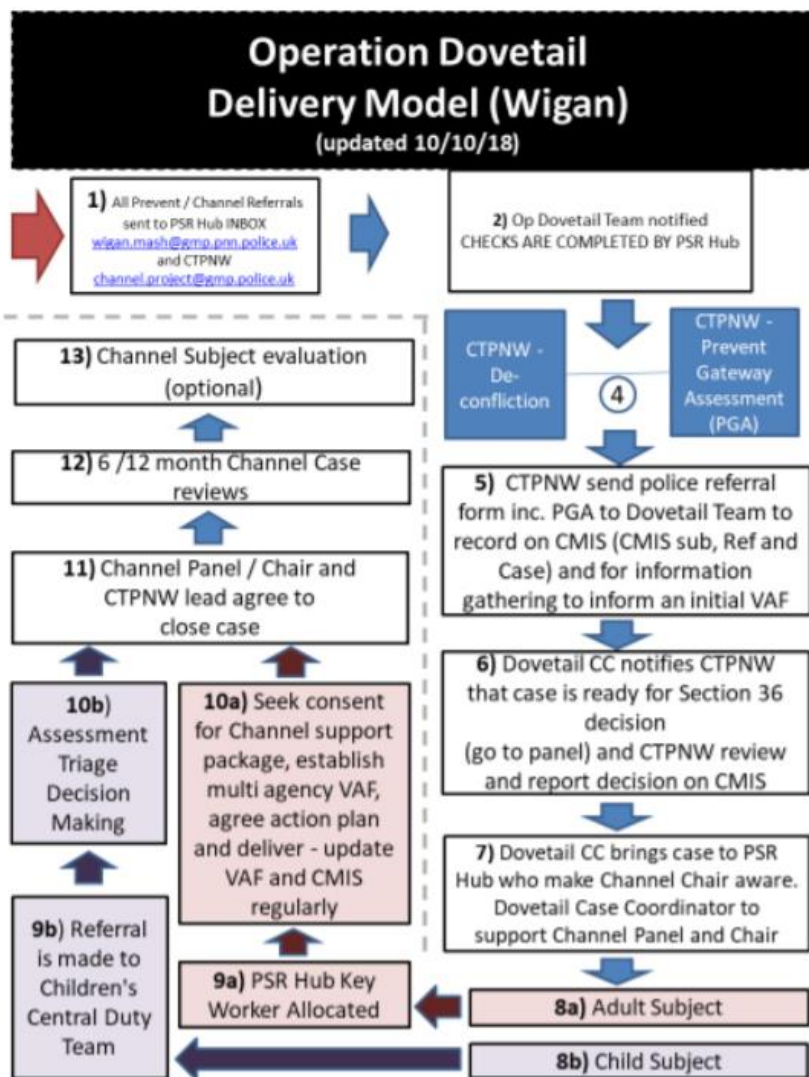 Operation Dovetail
Delivery Model (Wigan)
(updated 10/10/18)
1) All Prevent / Channel Referrals
sent to PSR Hub INBOX
wigan.mash@gmp.pnn.police.uk
and CTPNW
channel.project@gmp.police.uk
2) Op Dovetail Team notified
CHECKS ARE COMPLETED BY PSR Hub
CTPNW -
De-
confliction
4
CTPNW -
Prevent
Gateway
Assessment
(PGA)
5) CTPNW send police referral
form inc. PGA to Dovetail Team to
record on CMIS (CMIS sub, Ref and
Case) and for information
gathering to inform an initial VAF
6) Dovetail CC notifies CTPNW
that case is ready for Section 36
decision
(go to panel) and CTPNW review
and report decision on CMIS
7) Dovetail CC brings case to PSR
Hub who make Channel Chair aware.
Dovetail Case Coordinator to
support Channel Panel and Chair
8a) Adult Subject
8b) Child Subject
9a) PSR Hub Key
Worker Allocated
9b) Referral
is made to
Children's
Central Duty
Team
10a) Seek consent
for Channel support
package, establish
multi agency VAF,
agree action plan
and deliver - update
VAF and CMIS
regularly
10b)
Assessment
Triage
Decision
Making
11) Channel Panel / Chair and
CTPNW lead agree to
close case
12) 6 /12 month Channel Case
reviews
13) Channel Subject evaluation
(optional)